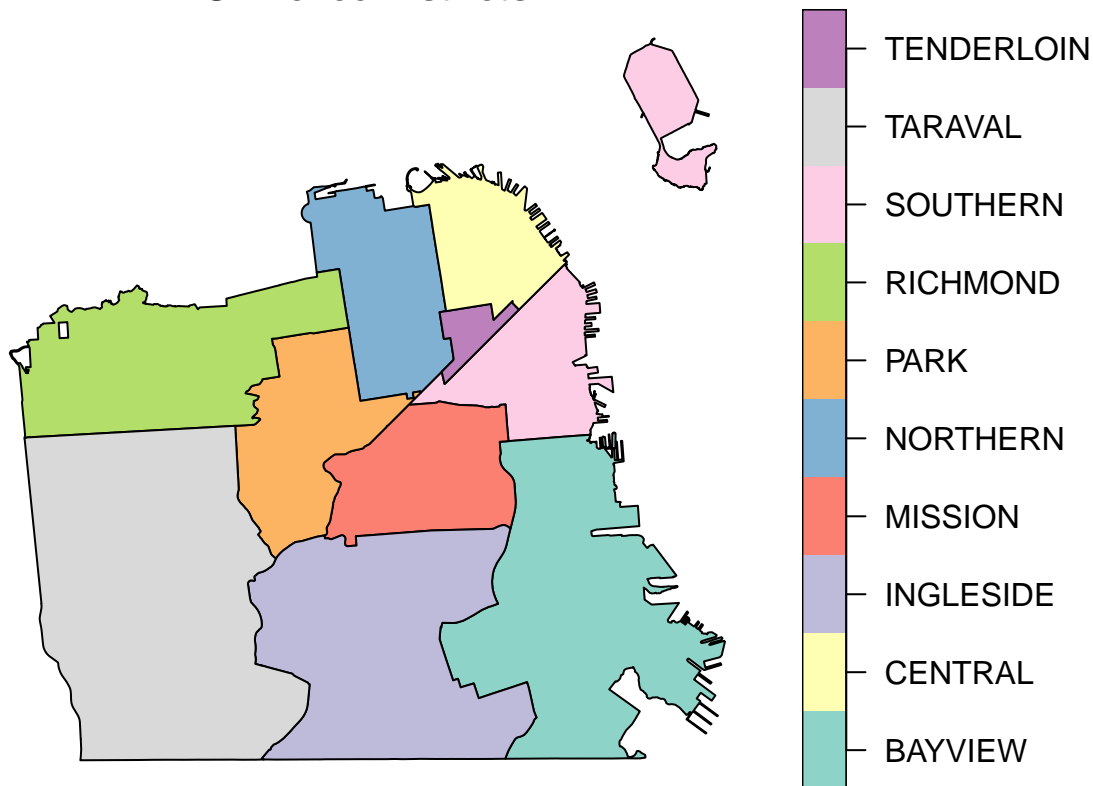 TENDERLOIN
TARAVAL
SOUTHERN
RICHMOND
PARK
NORTHERN
MISSION
INGLESIDE
CENTRAL
BAYVIEW